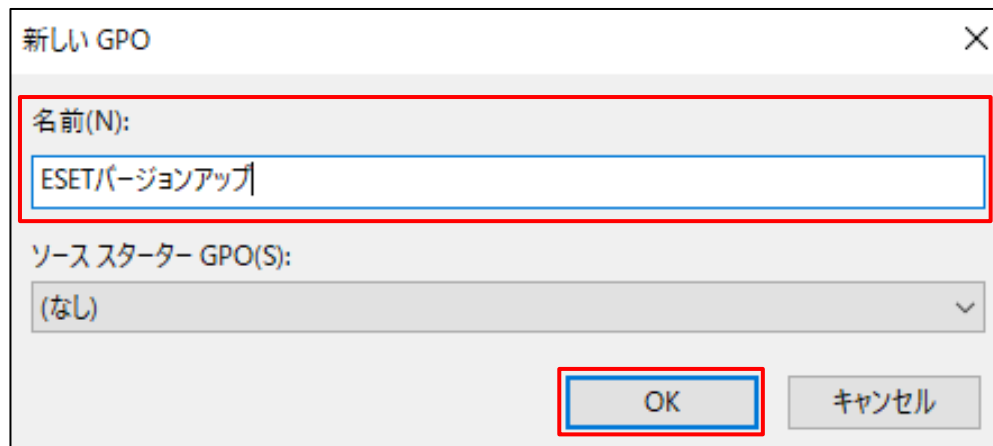 新しい GPO
名前(N):
ESETバージョンアップ
ソース スターター GPO(S):
(なし)
OK キャンセル